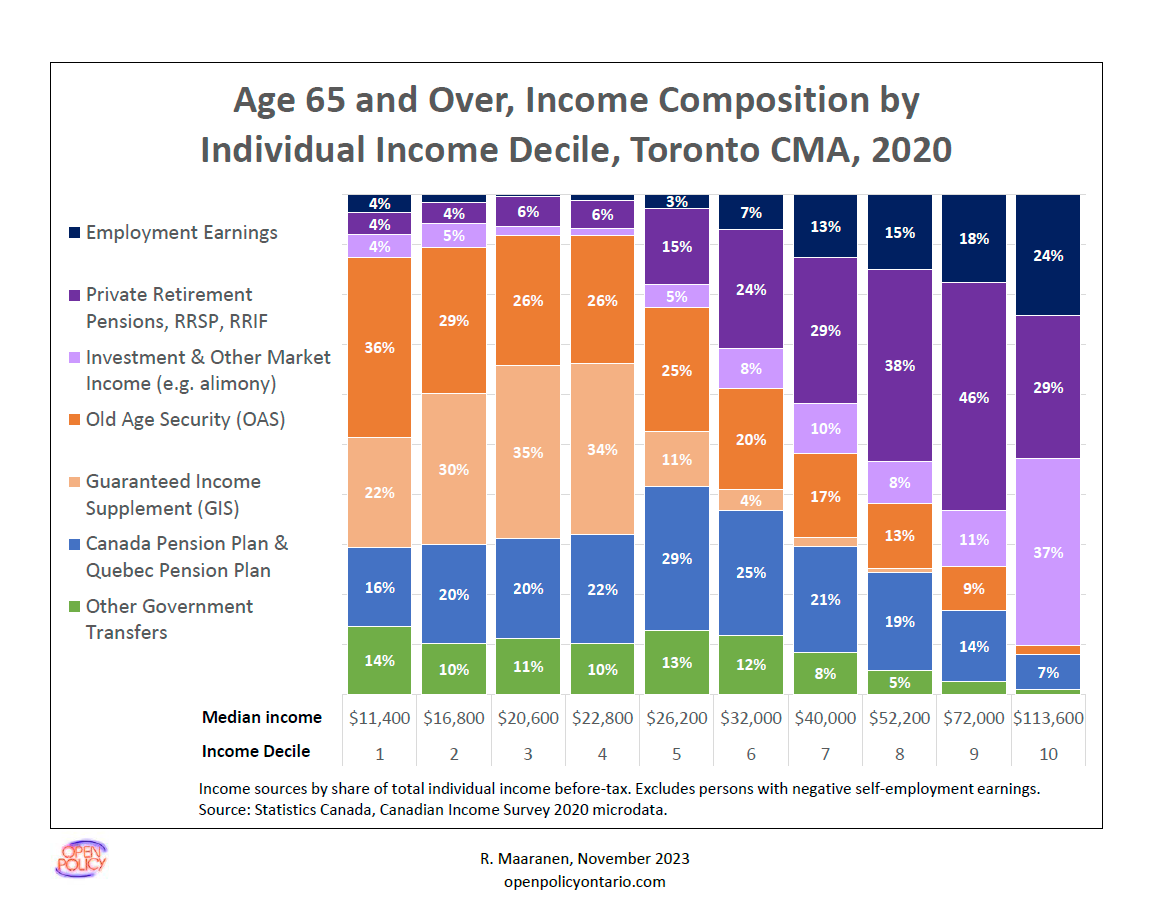 Age 65 and Over, Income Composition by
Individual Income Decile, Toronto CMA, 2020
Employment Earnings
Private Retirement
Pensions, RRSP, RRIF
Investment & Other Market
Income (e.g. alimony)
Old Age Security (OAS)
Guaranteed Income
Supplement (GIS)
Canada Pension Plan &
Quebec Pension Plan
Other Government
Transfers
4%
4%
4%
36%
22%
16%
14%
4%
5%
29%
30%
20%
10%
6%
26%
35%
20%
11%
6%
26%
34%
22%
10%
3%
15%
5%
25%
11%
29%
13%
7%
24%
8%
20%
4%
25%
12%
13%
29%
10%
17%
21%
8%
15%
38%
8%
13%
19%
5%
18%
46%
11%
9%
14%
24%
29%
37%
7%
Median income $11,400 $16,800 $20,600 $22,800 $26,200 $32,000 $40,000 $52,200 $72,000 $113,600
Income Decile 1 2 3 4 5 6 7 8 9 10
Income sources by share of total individual income before-tax. Excludes persons with negative self-employment earnings.
Source: Statistics Canada, Canadian Income Survey 2020 microdata.
OPEN
POLICY
R. Maaranen, November 2023
openpolicyontario.com